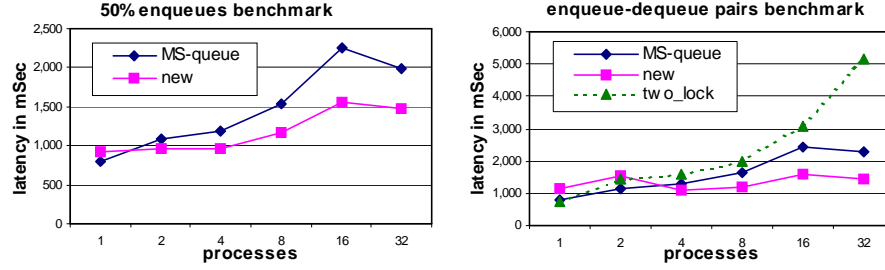 50% enqueues benchmark
latency in mSec
2,500
2,000
1,500
1,000
500
0
MS-queue
new
1 2 4 8 16 32
processes
enqueue-dequeue pairs benchmark
latency in mSec
6,000
5,000
4,000
3,000
2,000
1,000
0
MS-queue
new
two_lock
1 2 4 8 16 32
processes